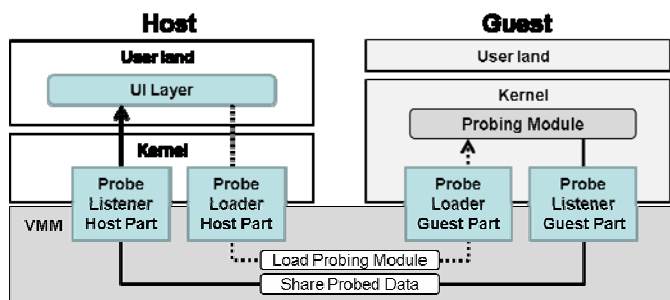 Host
Guest
User land
User land
UI Layer
Kernel
Probing Module
Kernel
Probe
Listener
Host Part
Probe
Loader
Host Part
Probe
Loader
Guest Part
Probe
Listener
Guest Part
VMM
Load Probing Module
Share Probed Data